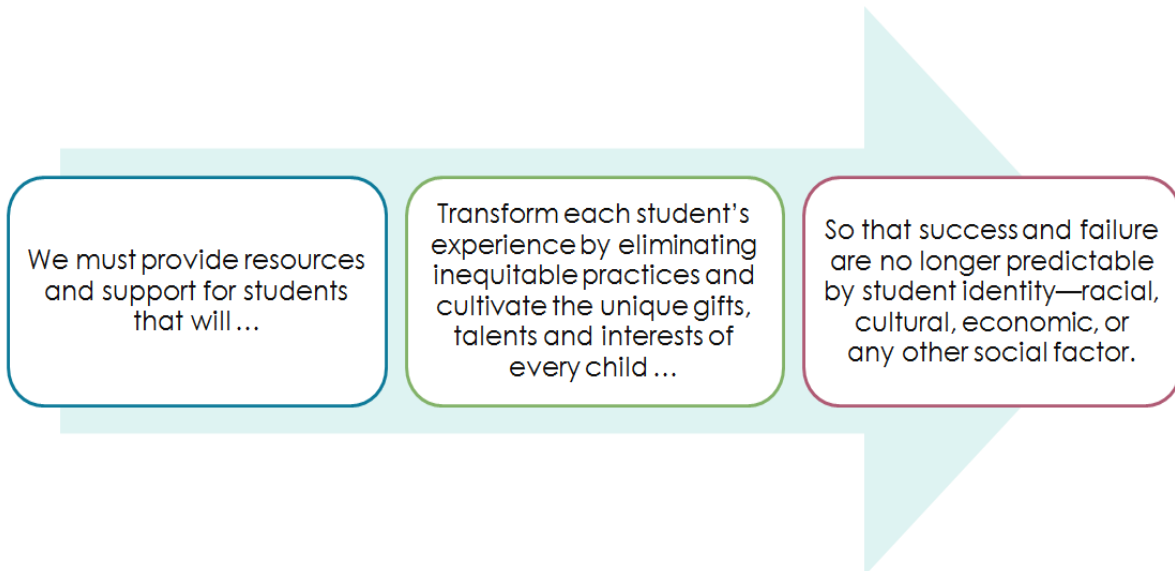 We must provide resources
and support for students
that will …
Transform each student’s
experience by eliminating
inequitable practices and
cultivate the unique gifts,
talents and interests of
every child …
So that success and failure
are no longer predictable
by student identity—racial,
cultural, economic, or
any other social factor.